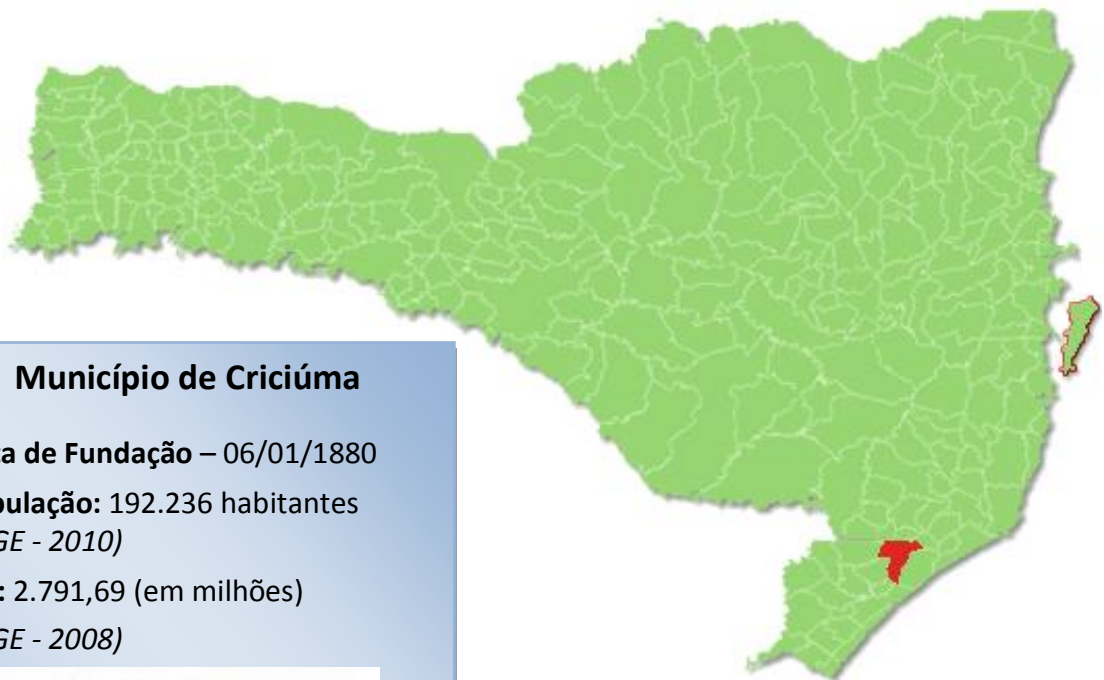 Município de Criciúma
ta de Fundação – 06/01/1880
pulação: 192.236 habitantes
GE - 2010)
: 2.791,69 (em milhões)
GE - 2008)